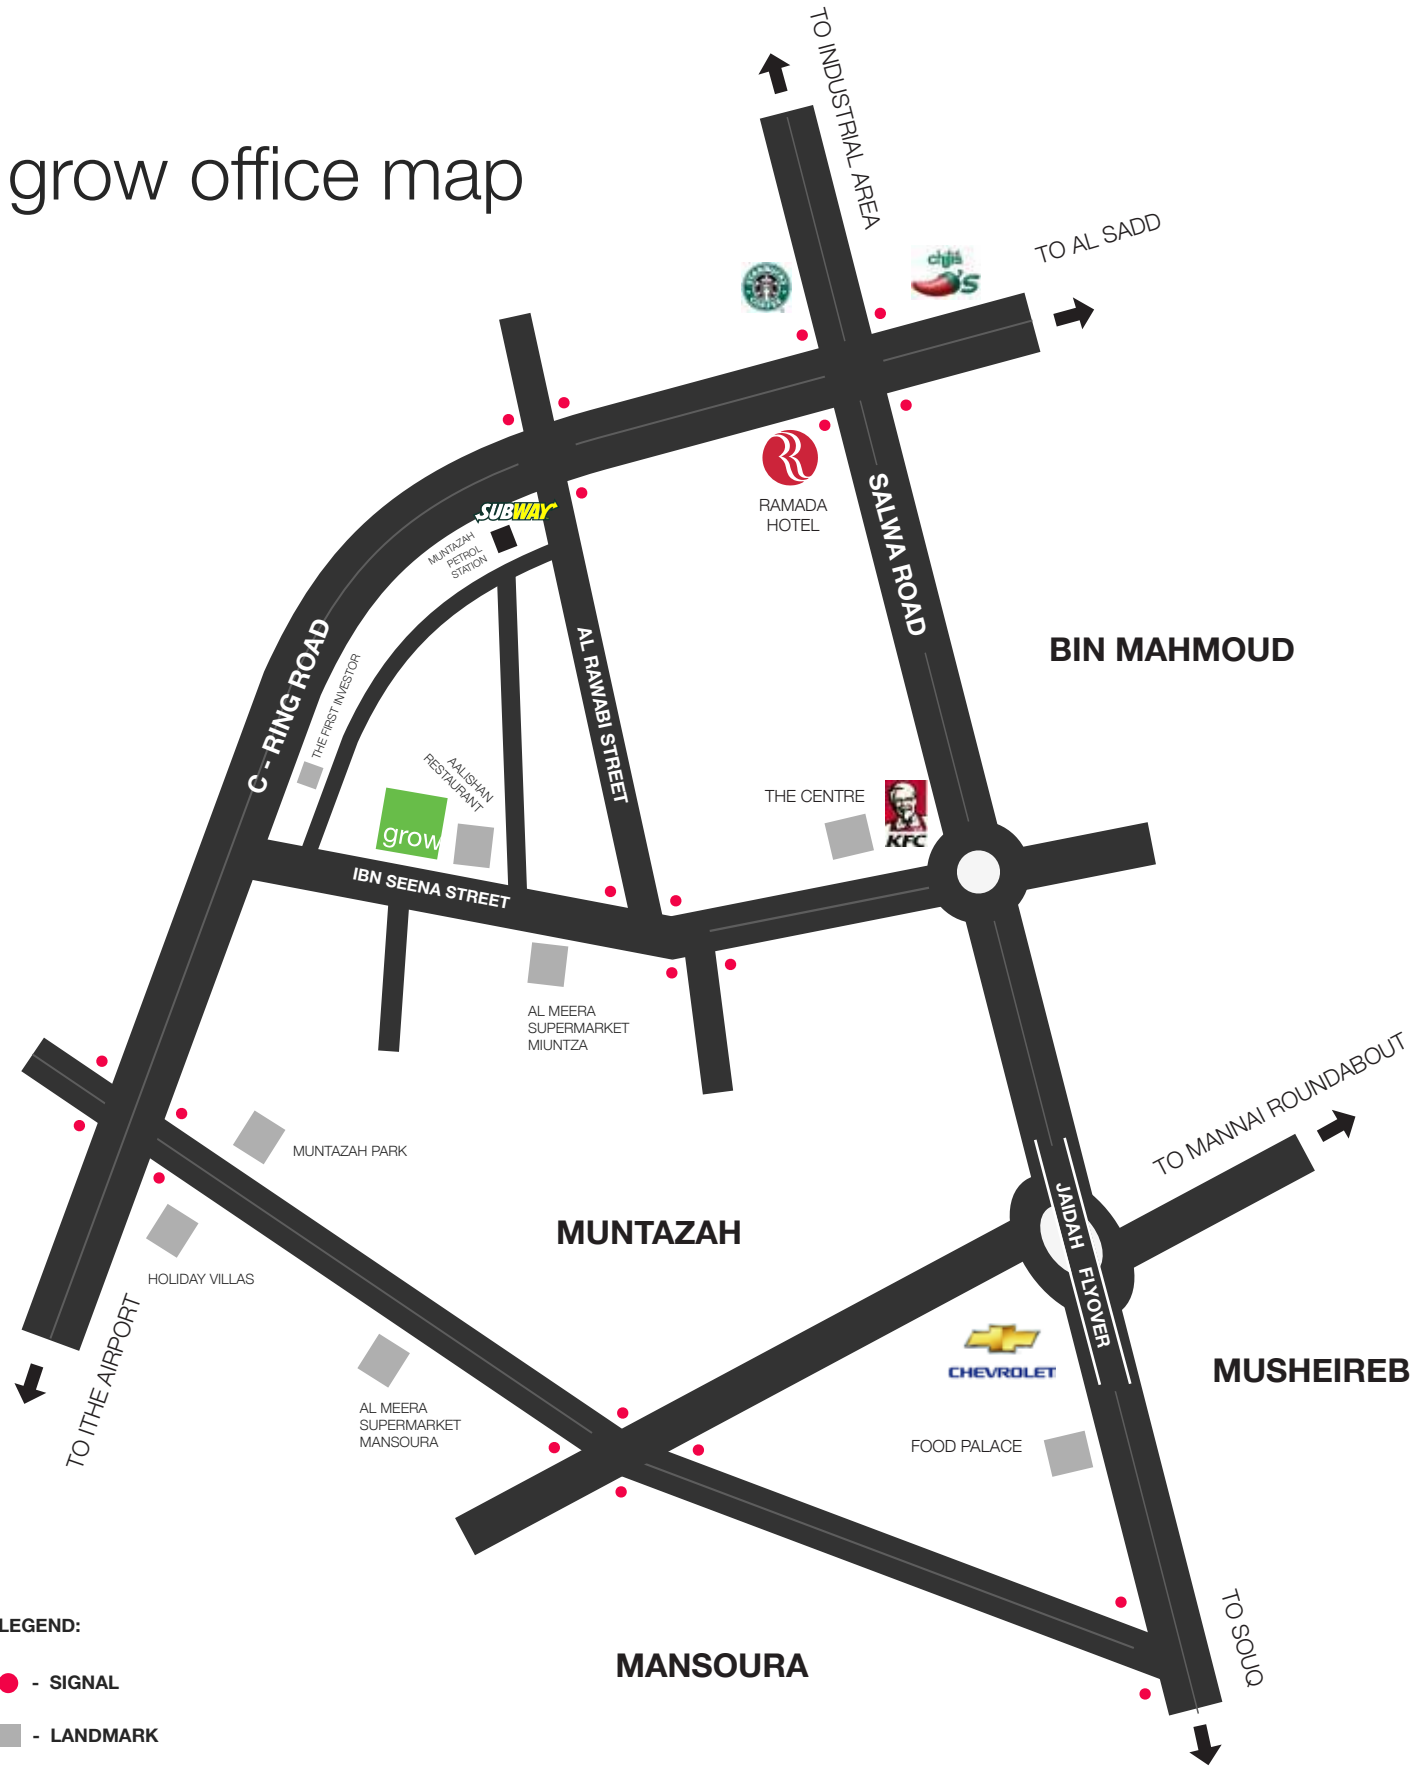 grow office map
TO INDUSTRIAL AREA
TO AL SADD
chilis
'S
SUBWAY
MUNTAZAH
PETROL
STATION
RAMADA
HOTEL
SALWA ROAD
C - RING ROAD
THE FIRST INVESTOR
AL RAWABI STREET
BIN MAHMOUD
AALISHAN
RESTAURANT
grow
IBN SEENA STREET
THE CENTRE
KFC
AL MEERA
SUPERMARKET
MIUNTZA
MUNTAZAH PARK
HOLIDAY VILLAS
TO ITHE AIRPORT
MUNTAZAH
TO MANNAI ROUNDABOUT
JAIDAH FLYOVER
CHEVROLET
MUSHEIREB
AL MEERA
SUPERMARKET
MANSOURA
FOOD PALACE
MANSOURA
TO SOUQ
LEGEND:
- SIGNAL
- LANDMARK